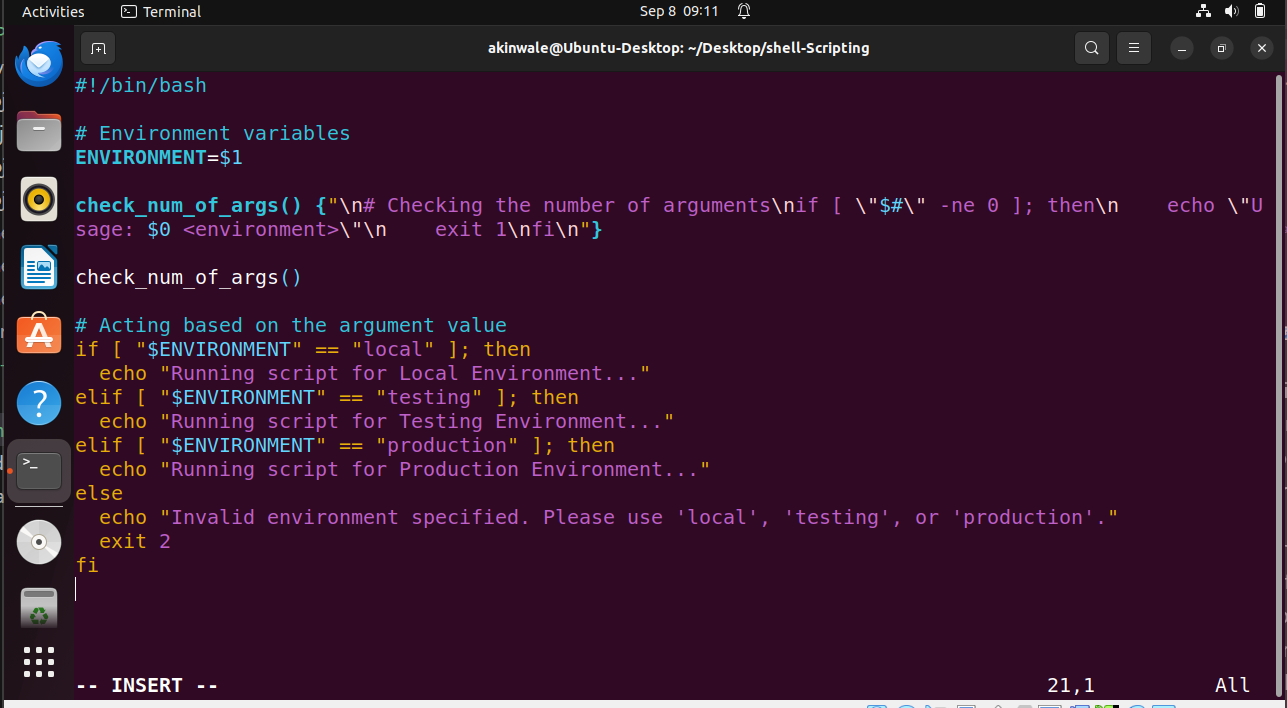 Activities Terminal Sep 8 09:11
akinwale@Ubuntu-Desktop: ~/Desktop/shell-Scripting
#!/bin/bash
# Environment variables
ENVIRONMENT=$1
check_num_of_args() {"\n# Checking the number of arguments\nif [ \"$#\" -ne 0 ]; then\n    echo \"U
sage: $0 <environment>\"\n    exit 1\nfi\n"}
check_num_of_args()
# Acting based on the argument value
if [ "$ENVIRONMENT" == "local" ]; then
  echo "Running script for Local Environment..."
elif [ "$ENVIRONMENT" == "testing" ]; then
  echo "Running script for Testing Environment..."
elif [ "$ENVIRONMENT" == "production" ]; then
  echo "Running script for Production Environment..."
else
  echo "Invalid environment specified. Please use 'local', 'testing', or 'production'."
  exit 2
fi
-- INSERT -- 21,1 All